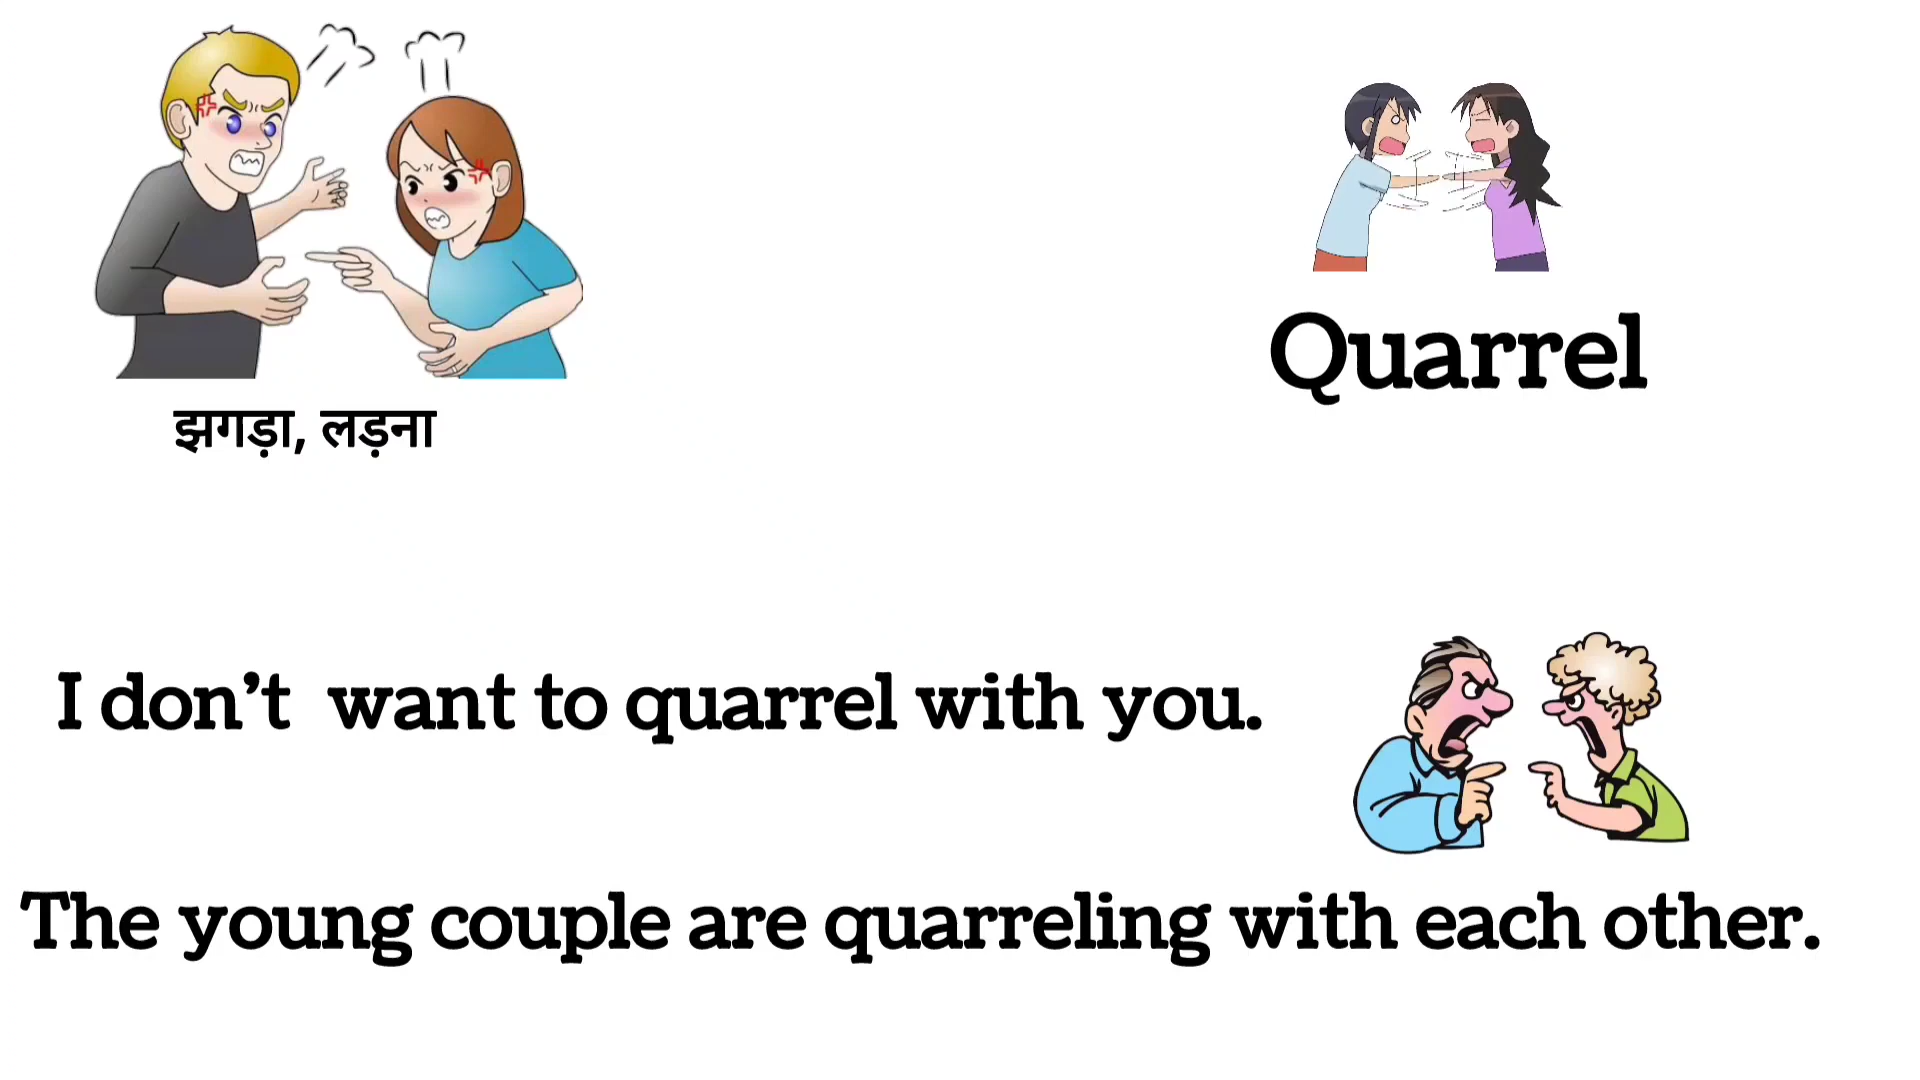 Quarrel
झगड़ा, लड़ना
I don’t want to quarrel with you.
The young couple are quarreling with each other.